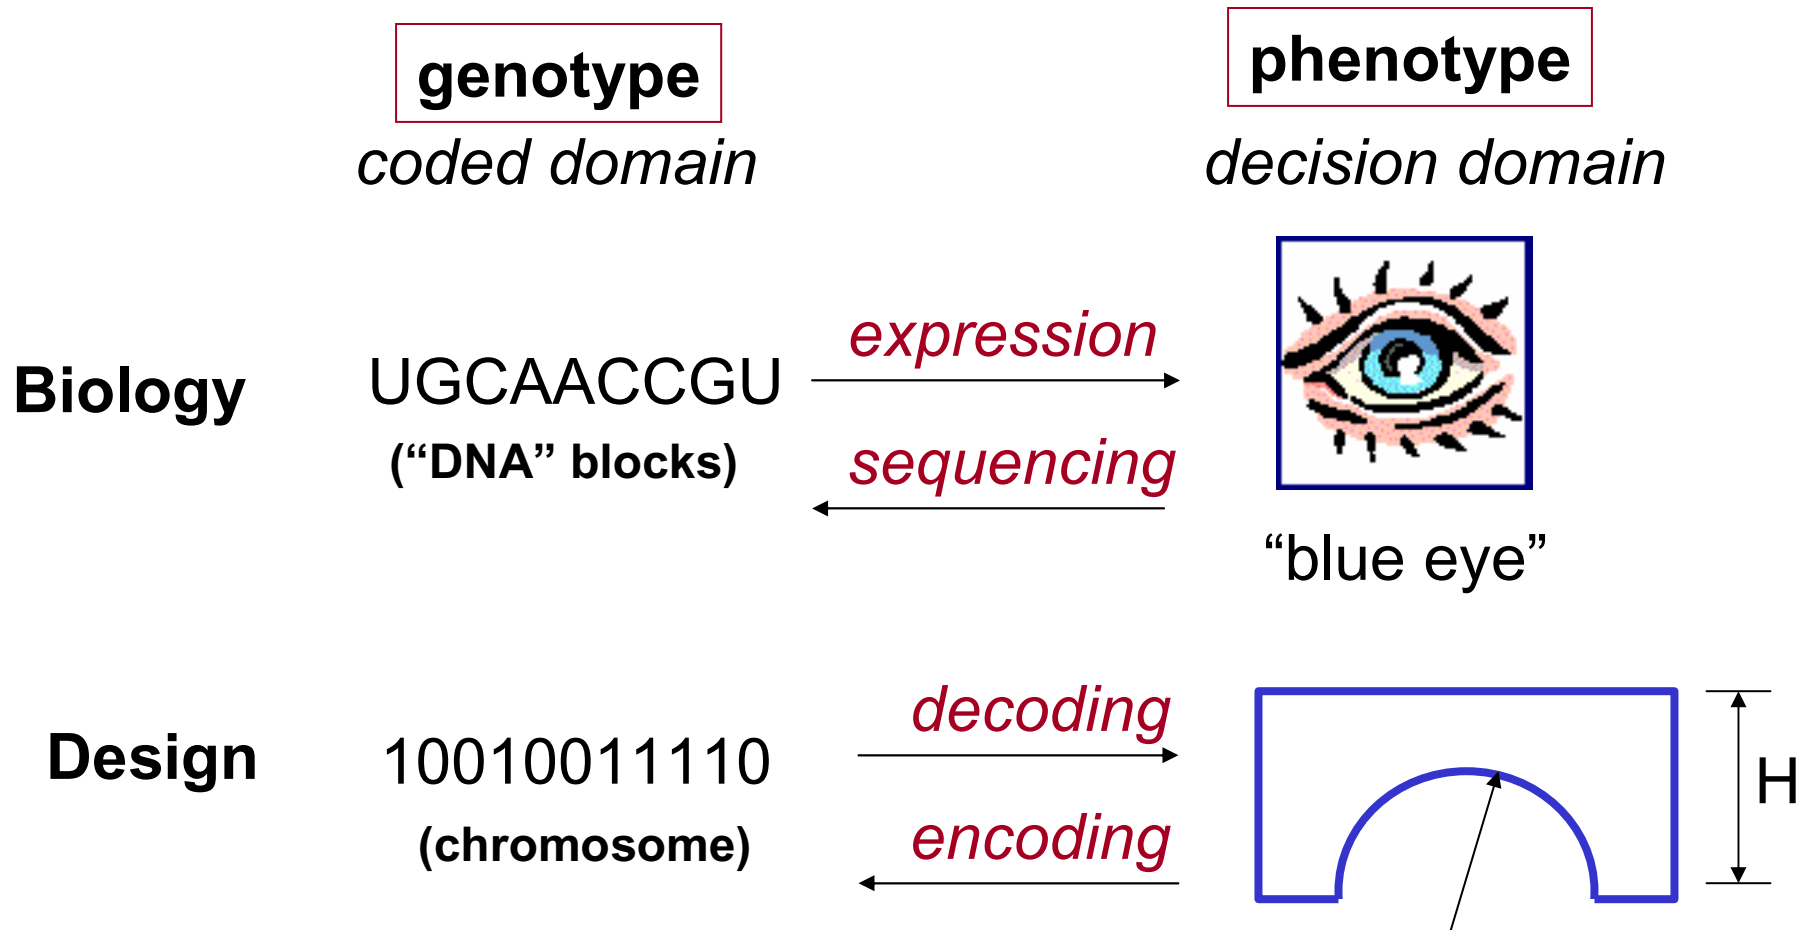 genotype
phenotype
coded domain
decision domain
Biology
UGCAACCGU
(“DNA” blocks)
expression
sequencing
“blue eye”
Design
10010011110
(chromosome)
decoding
encoding
H